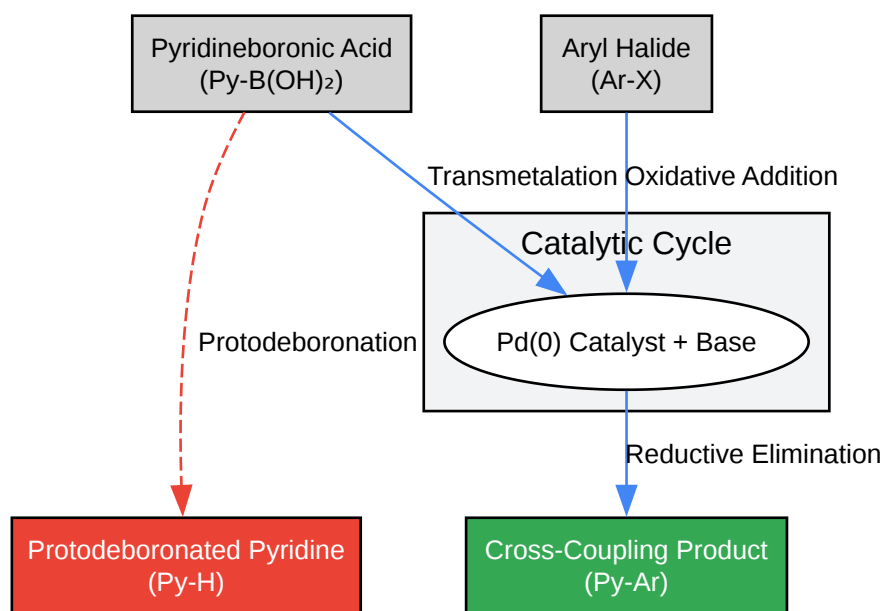 Pyridineboronic Acid
(Py-B(OH)₂)
Aryl Halide
(Ar-X)
Transmetalation
Oxidative Addition
Catalytic Cycle
Pd(0) Catalyst + Base
Protodeboronation
Reductive Elimination
Protodeboronated Pyridine
(Py-H)
Cross-Coupling Product
(Py-Ar)